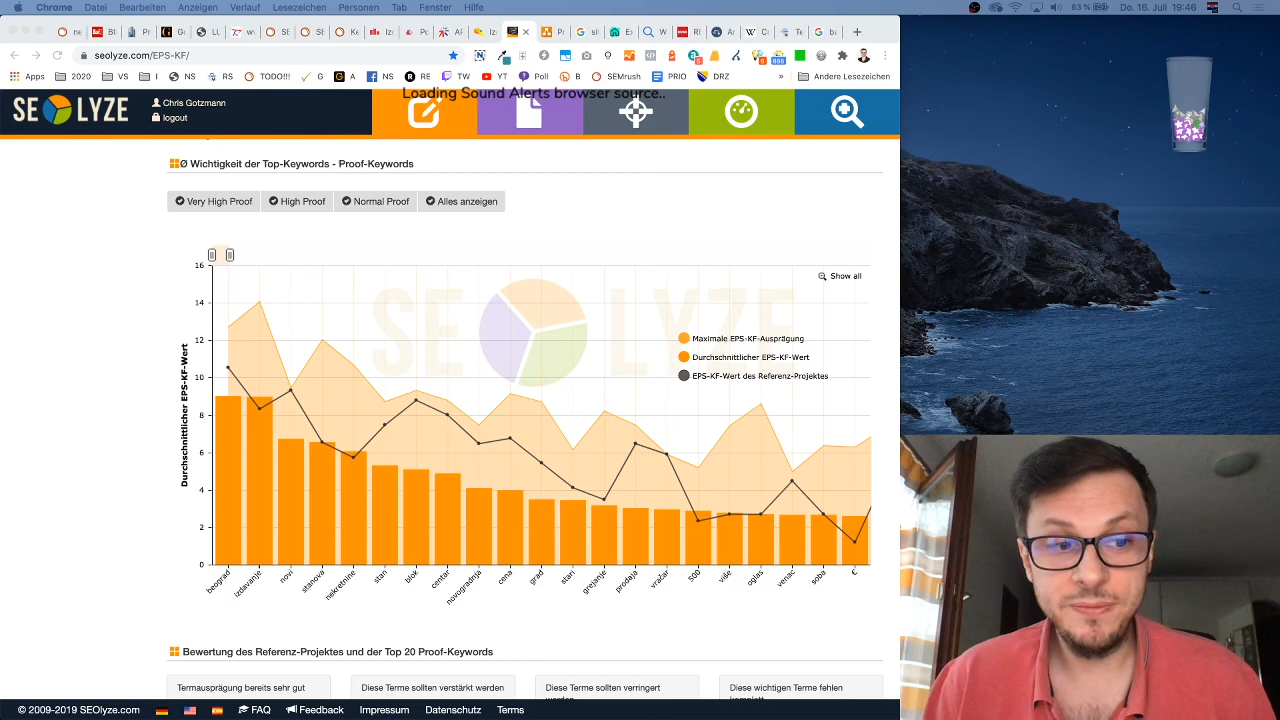 Chrome Datei Bearbeiten Anzeigen Verlauf Lesezeichen Personen Tab Fenster Hilfe 83 % Do. 16. Juli 19:46
seolyze.com/EPS-KF/
Apps 2020 VS I NS RS TODO!!! G A NS RE TW YT Poll B SEMrush PRIO DRZ » Andere Lesezeichen
Loading Sound Alerts browser source..
SEOLYZE
Chris Gotzmann
logout
Ø Wichtigkeit der Top-Keywords - Proof-Keywords
Very High Proof High Proof Normal Proof Alles anzeigen
SEOLYZE
Show all
Maximale EPS-KF-Ausprägung
Durchschnittlicher EPS-KF-Wert
EPS-KF-Wert des Referenz-Projektes
Durchschnittlicher EPS-KF-Wert
16
14
12
10
8
6
4
2
0
beograd izdavanje novi stanova nekretnine stan blok centar novogradnja cena grad stari grejanje prodaja vračar 500 više oglas venac soba €
Bewertung des Referenz-Projektes und der Top 20 Proof-Keywords
Termausprägung bereits sehr gut
Diese Terme sollten verstärkt werden
Diese Terme sollten verringert werden
Diese wichtigen Terme fehlen komplett
© 2009-2019 SEOlyze.com FAQ Feedback Impressum Datenschutz Terms